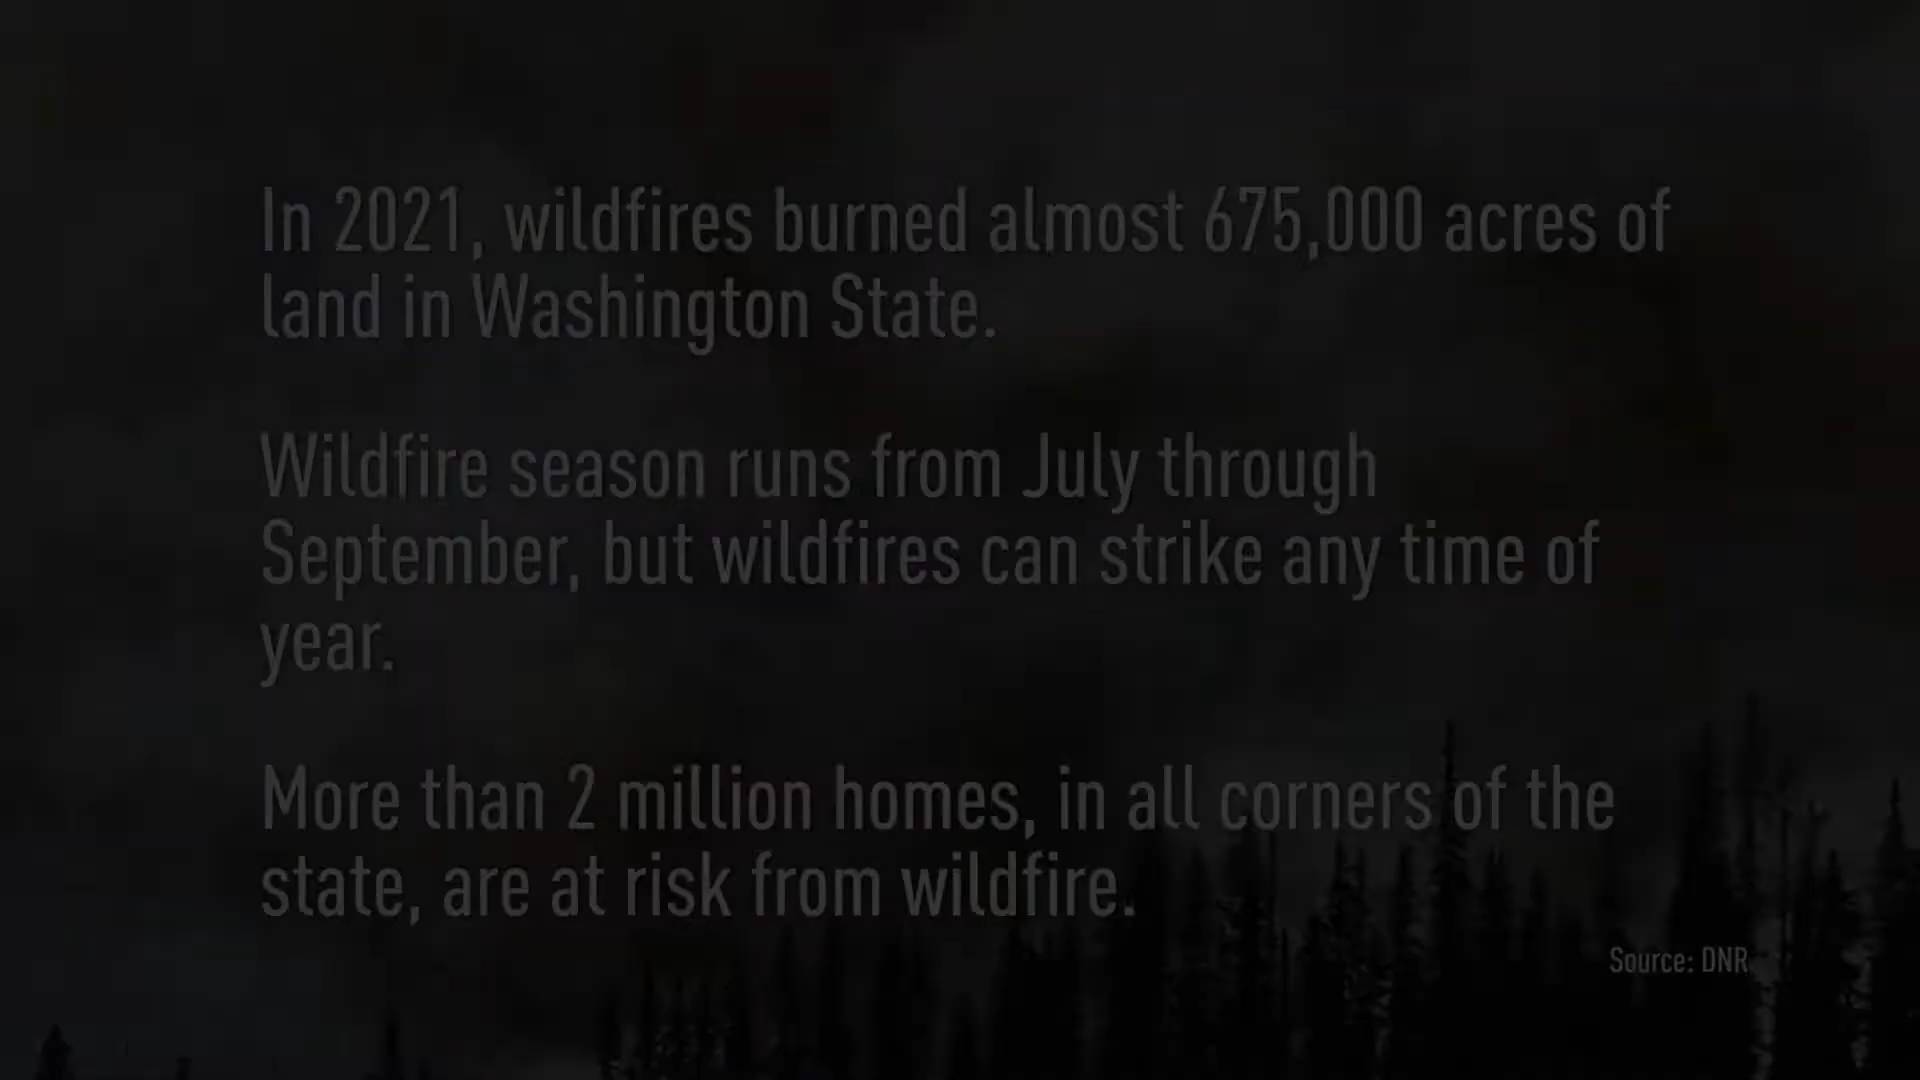 In 2021, wildfires burned almost 675,000 acres of
land in Washington State.
Wildfire season runs from July through
September, but wildfires can strike any time of
year.
More than 2 million homes, in all corners of the
state, are at risk from wildfire.
Source: DNR